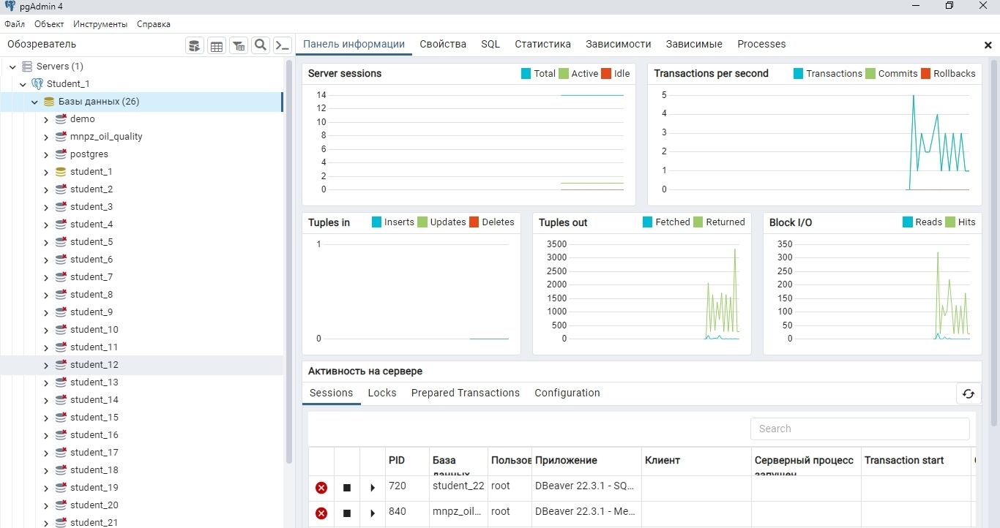 pgAdmin 4
Файл Объект Инструменты Справка
Обозреватель
Servers (1)
Student_1
Базы данных (26)
demo
mnpz_oil_quality
postgres
student_1
student_2
student_3
student_4
student_5
student_6
student_7
student_8
student_9
student_10
student_11
student_12
student_13
student_14
student_15
student_16
student_17
student_18
student_19
student_20
student_21
Панель информации Свойства SQL Статистика Зависимости Зависимые Processes
Server sessions Total Active Idle
14
12
10
8
6
4
2
0
Transactions per second Transactions Commits Rollbacks
5
4
3
2
1
0
Tuples in Inserts Updates Deletes
1
0
Tuples out Fetched Returned
3500
3000
2500
2000
1500
1000
500
0
Block I/O Reads Hits
350
300
250
200
150
100
50
0
Активность на сервере
Sessions Locks Prepared Transactions Configuration
Search
PID База данных Пользов Приложение Клиент Серверный процесс запущен Transaction start
720 student_22 root DBeaver 22.3.1 - SQ...
840 mnpz_oil... root DBeaver 22.3.1 - Me...